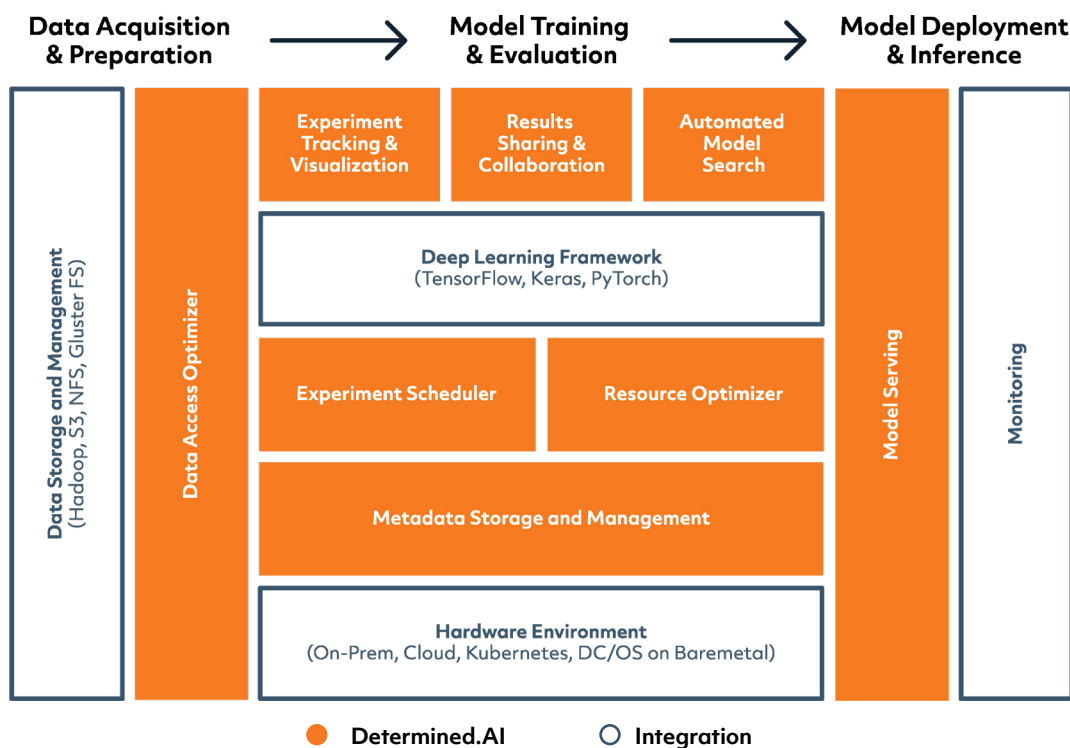 Data Acquisition
& Preparation
Model Training
& Evaluation
Model Deployment
& Inference
Data Storage and Management
(Hadoop, S3, NFS, Gluster FS)
Data Access Optimizer
Experiment
Tracking &
Visualization
Results
Sharing &
Collaboration
Automated
Model
Search
Deep Learning Framework
(TensorFlow, Keras, PyTorch)
Experiment Scheduler
Resource Optimizer
Metadata Storage and Management
Hardware Environment
(On-Prem, Cloud, Kubernetes, DC/OS on Baremetal)
Model Serving
Monitoring
Determined.AI
Integration